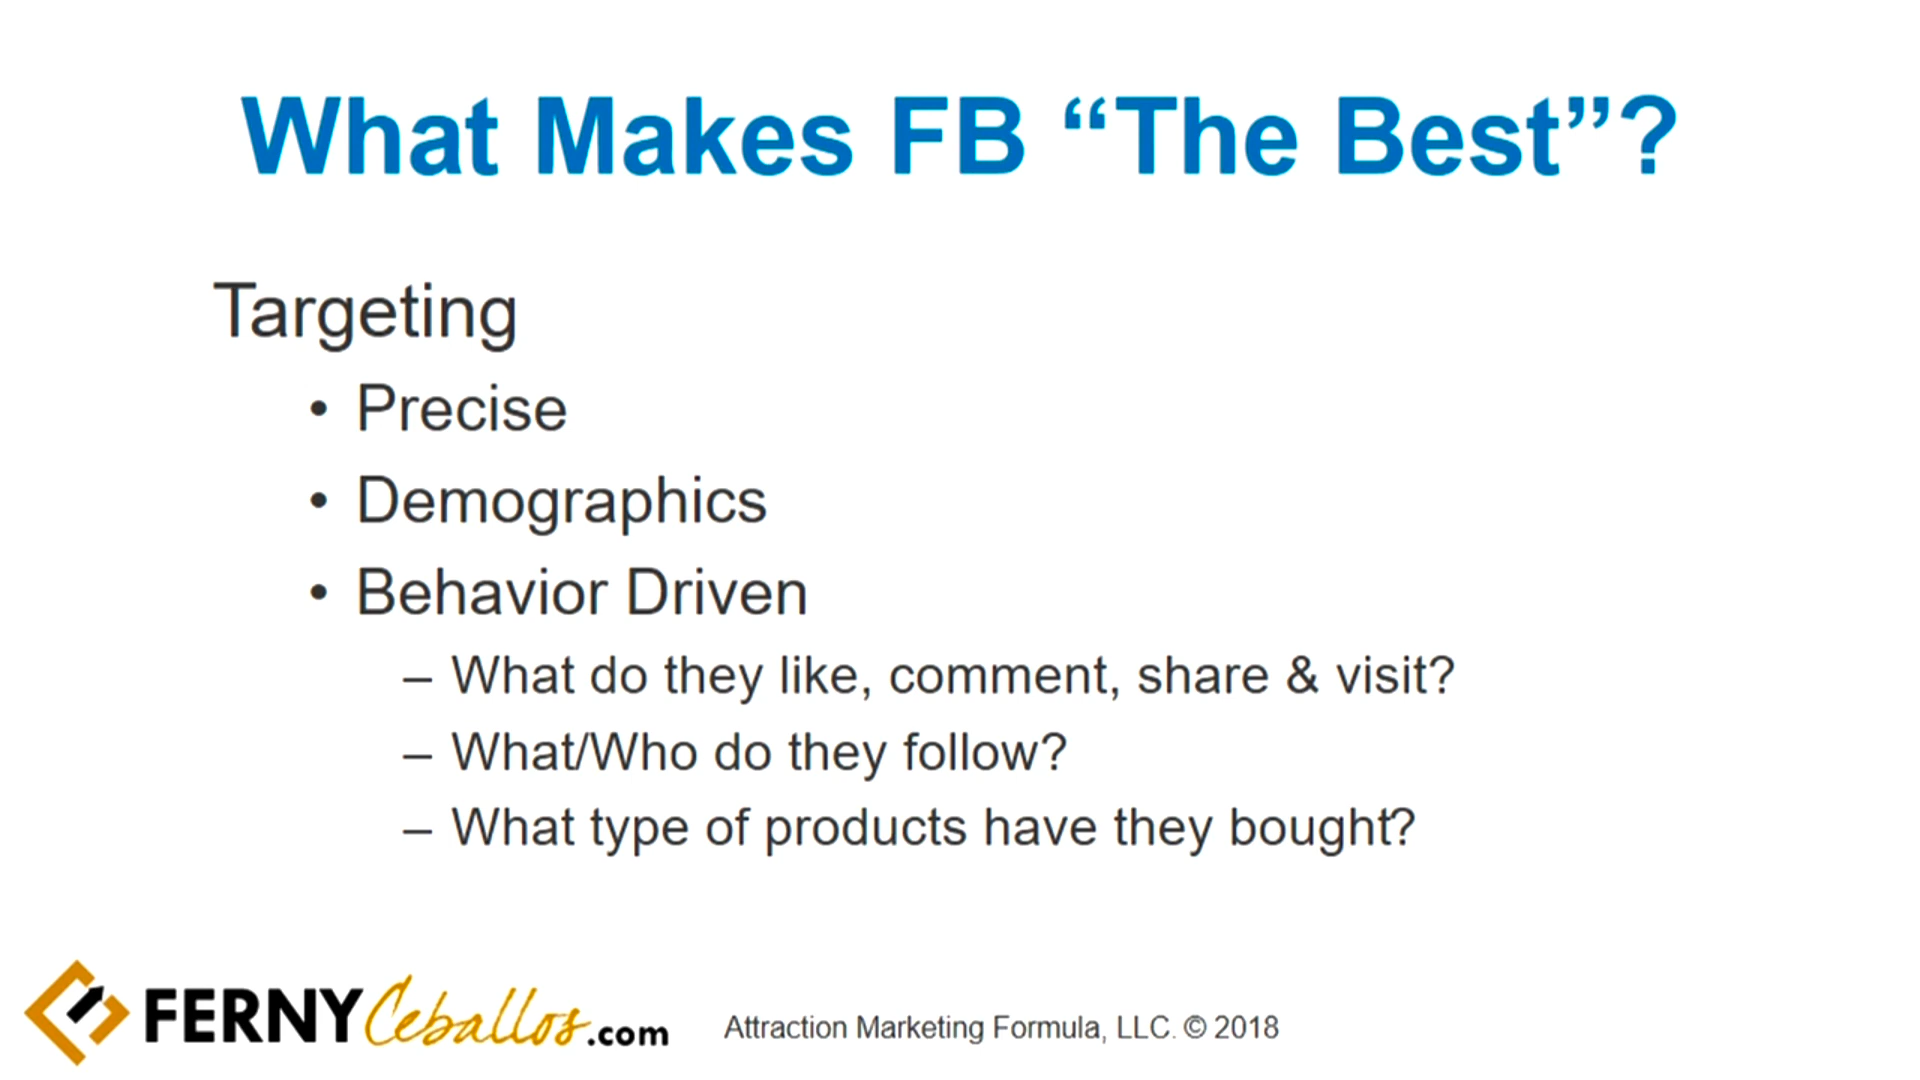 What Makes FB “The Best”?
Targeting
• Precise
• Demographics
• Behavior Driven
– What do they like, comment, share & visit?
– What/Who do they follow?
– What type of products have they bought?
FERNY Ceballos .com
Attraction Marketing Formula, LLC. © 2018